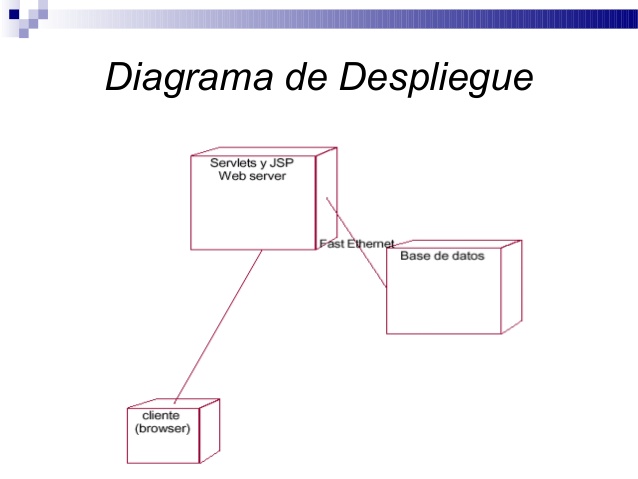 Diagrama de Despliegue
Servlets y JSP
Web server
Fast Ethernet
Base de datos
cliente
(browser)